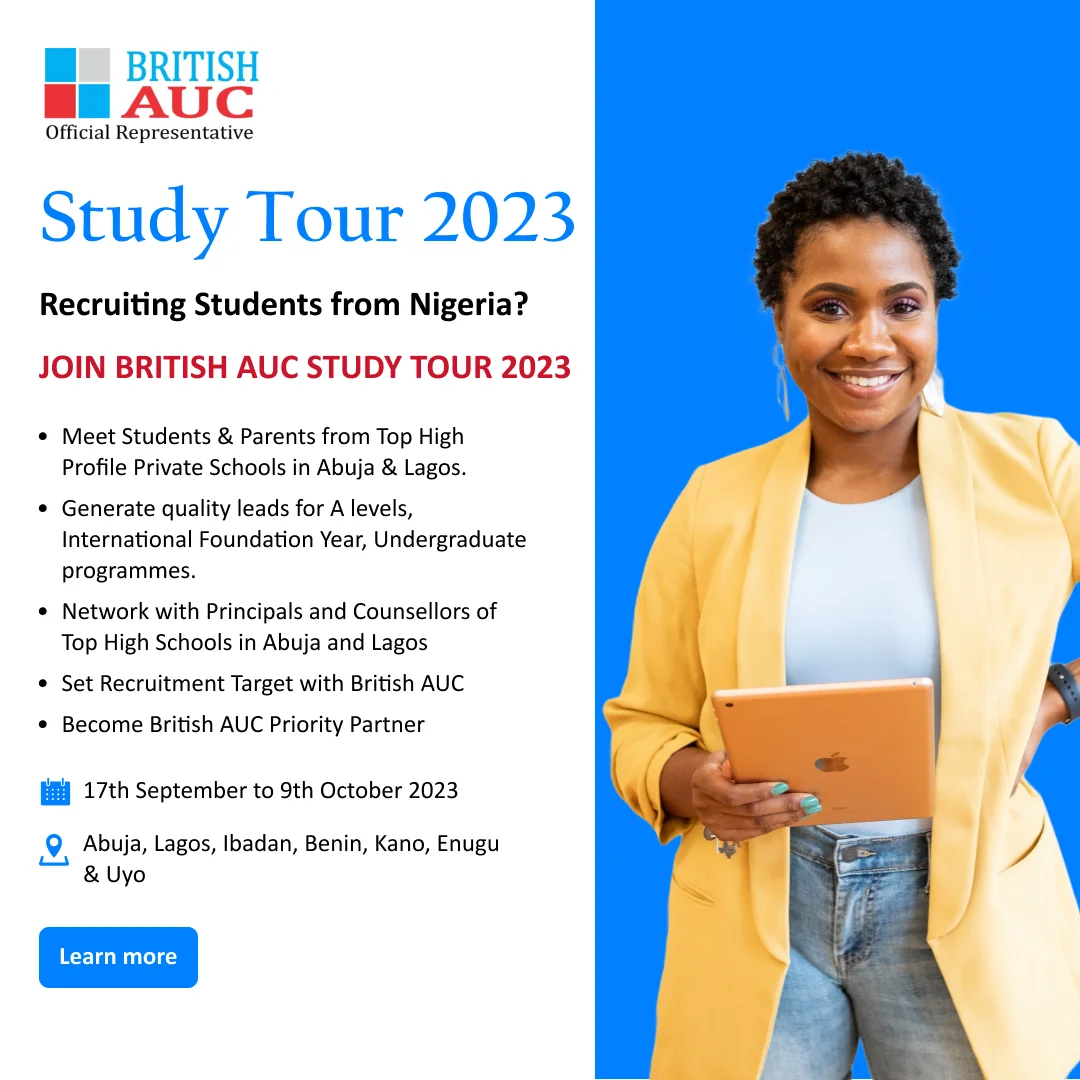 BRITISH
AUC
Official Representative
Study Tour 2023
Recruiting Students from Nigeria?
JOIN BRITISH AUC STUDY TOUR 2023
• Meet Students & Parents from Top High
Profile Private Schools in Abuja & Lagos.
• Generate quality leads for A levels,
International Foundation Year, Undergraduate
programmes.
• Network with Principals and Counsellors of
Top High Schools in Abuja and Lagos
• Set Recruitment Target with British AUC
• Become British AUC Priority Partner
17th September to 9th October 2023
Abuja, Lagos, Ibadan, Benin, Kano, Enugu
& Uyo
Learn more